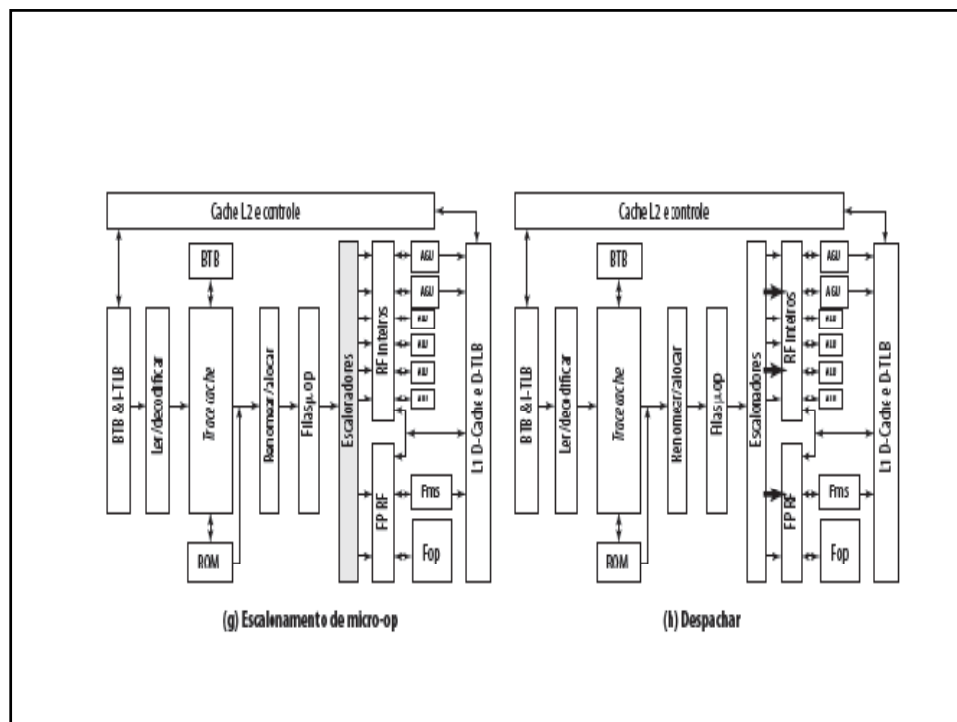 Cache L2 e controle
BTB
BTB & I-TLB
Ler/decodificar
Trace cache
Renomear/alocar
Filas μop
Escalonadores
RF Inteiros
AGU
AGU
ALU
ALU
ALU
ALU
L1 D-Cache e D-TLB
FP RF
Fms
Fop
ROM
(g) Escalonamento de micro-op
Cache L2 e controle
BTB
BTB & I-TLB
Ler/decodificar
Trace cache
Renomear/alocar
Filas μop
Escalonadores
RF Inteiros
AGU
AGU
ALU
ALU
ALU
ALU
L1 D-Cache e D-TLB
FP RF
Fms
Fop
ROM
(h) Despachar